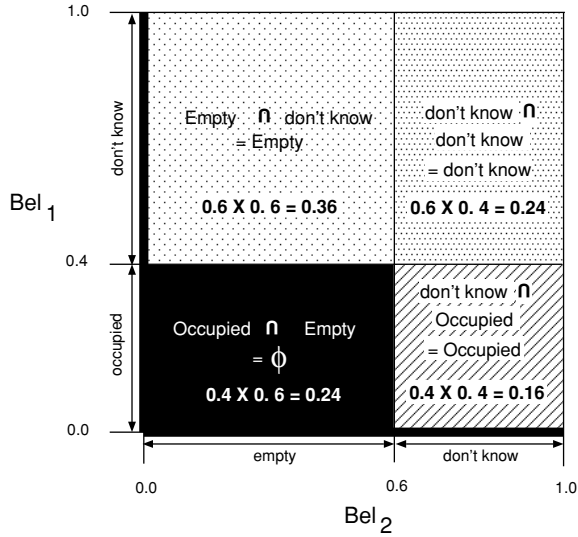 1.0
don't know
Empty ∩ don't know
= Empty
0.6 X 0. 6 = 0.36
don't know ∩
don't know
= don't know
0.6 X 0. 4 = 0.24
Bel 1
0.4
occupied
Occupied ∩ Empty
= ϕ
0.4 X 0. 6 = 0.24
don't know ∩
Occupied
= Occupied
0.4 X 0. 4 = 0.16
0.0
empty
don't know
0.0
0.6
1.0
Bel 2